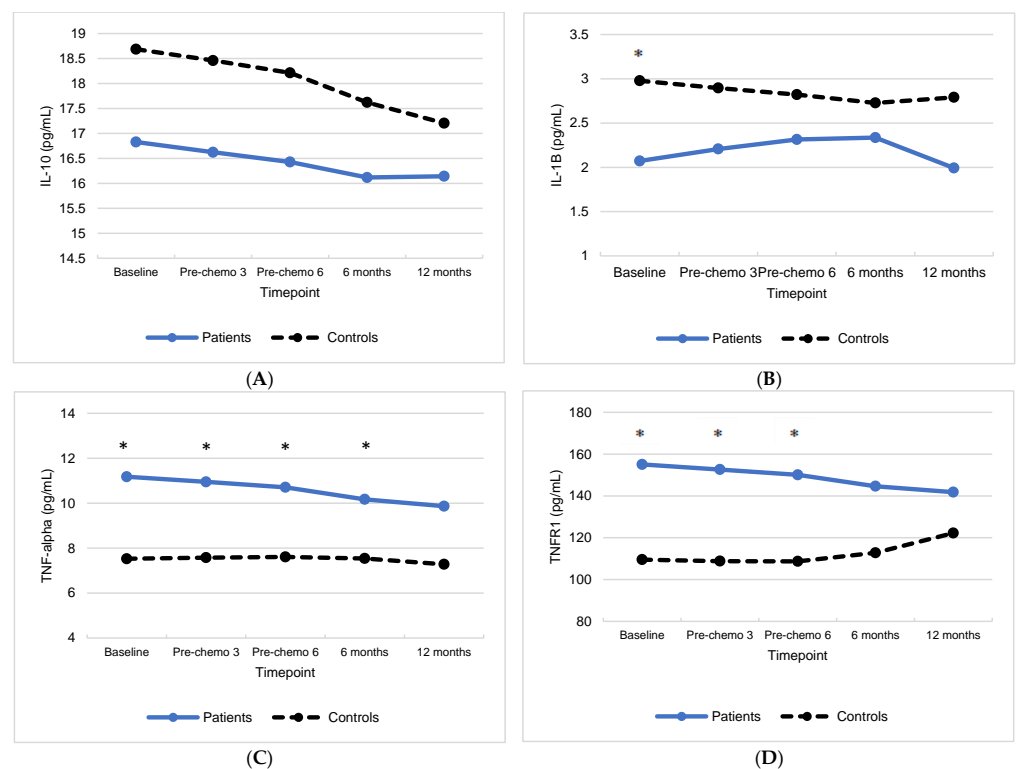 19
18.5
18
17.5
17
16.5
16
15.5
15
14.5
IL-10 (pg/mL)
Baseline Pre-chemo 3 Pre-chemo 6 6 months 12 months
Timepoint
Patients Controls
(A)
3.5
3
2.5
2
1.5
1
IL-1B (pg/mL)
*
Baseline Pre-chemo 3 Pre-chemo 6 6 months 12 months
Timepoint
Patients Controls
(B)
14
12
10
8
6
4
TNF-alpha (pg/mL)
* * * *
Baseline Pre-chemo 3 Pre-chemo 6 6 months 12 months
Timepoint
Patients Controls
(C)
180
160
140
120
100
80
TNFR1 (pg/mL)
* * *
Baseline Pre-chemo 3 Pre-chemo 6 6 months 12 months
Timepoint
Patients Controls
(D)